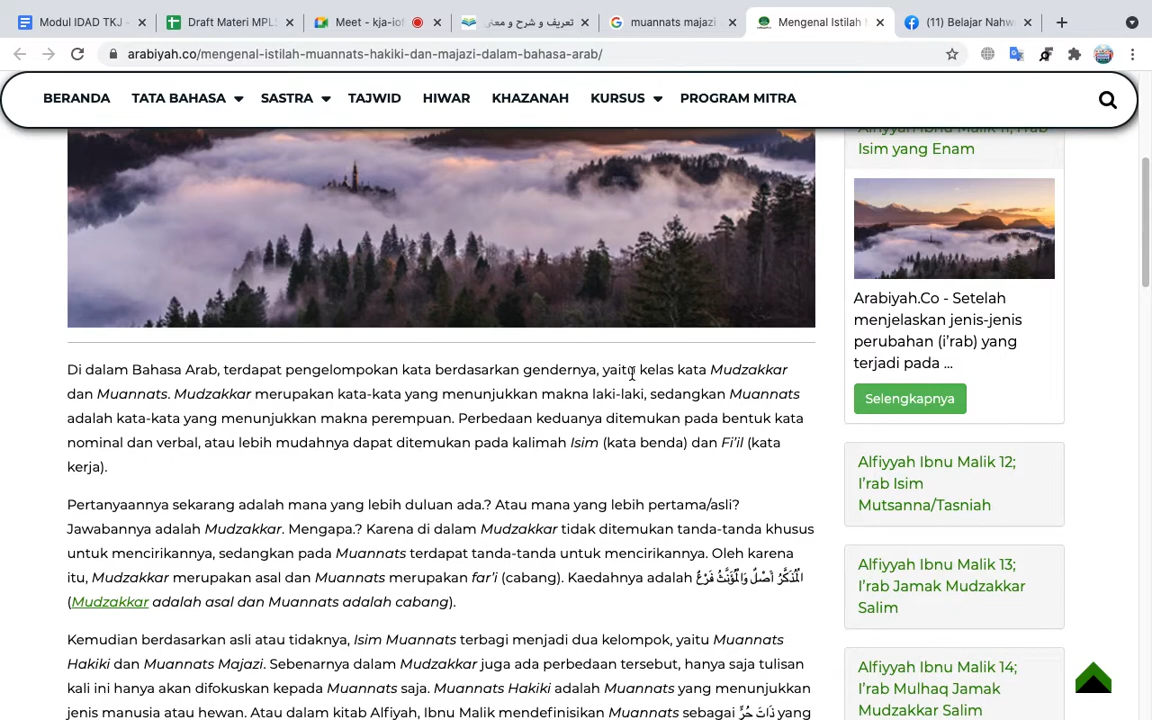 Modul IDAD TKJ -
Draft Materi MPLS
Meet - kja-iof
تعريف و شرح و معنى
muannats majazi
Mengenal Istilah
(11) Belajar Nahw
arabiyah.co/mengenal-istilah-muannats-hakiki-dan-majazi-dalam-bahasa-arab/
BERANDA TATA BAHASA SASTRA TAJWID HIWAR KHAZANAH KURSUS PROGRAM MITRA
Di dalam Bahasa Arab, terdapat pengelompokan kata berdasarkan gendernya, yaitu kelas kata Mudzakkar
dan Muannats. Mudzakkar merupakan kata-kata yang menunjukkan makna laki-laki, sedangkan Muannats
adalah kata-kata yang menunjukkan makna perempuan. Perbedaan keduanya ditemukan pada bentuk kata
nominal dan verbal, atau lebih mudahnya dapat ditemukan pada kalimah Isim (kata benda) dan Fi'il (kata
kerja).
Pertanyaannya sekarang adalah mana yang lebih duluan ada.? Atau mana yang lebih pertama/asli?
Jawabannya adalah Mudzakkar. Mengapa.? Karena di dalam Mudzakkar tidak ditemukan tanda-tanda khusus
untuk mencirikannya, sedangkan pada Muannats terdapat tanda-tanda untuk mencirikannya. Oleh karena
itu, Mudzakkar merupakan asal dan Muannats merupakan far'i (cabang). Kaedahnya adalah الْمُذَكَّرُ أَصْلٌ وَالْمُؤَنَّثُ فَرْعٌ
(Mudzakkar adalah asal dan Muannats adalah cabang).
Kemudian berdasarkan asli atau tidaknya, Isim Muannats terbagi menjadi dua kelompok, yaitu Muannats
Hakiki dan Muannats Majazi. Sebenarnya dalam Mudzakkar juga ada perbedaan tersebut, hanya saja tulisan
kali ini hanya akan difokuskan kepada Muannats saja. Muannats Hakiki adalah Muannats yang menunjukkan
jenis manusia atau hewan. Atau dalam kitab Alfiyah, Ibnu Malik mendefinisikan Muannats sebagai ذَاتَ حُرٍّ yang
Alfiyyah Ibnu Malik 11; I'rab
Isim yang Enam
Arabiyah.Co - Setelah
menjelaskan jenis-jenis
perubahan (i'rab) yang
terjadi pada ...
Selengkapnya
Alfiyyah Ibnu Malik 12;
I'rab Isim
Mutsanna/Tasniah
Alfiyyah Ibnu Malik 13;
I'rab Jamak Mudzakkar
Salim
Alfiyyah Ibnu Malik 14;
I'rab Mulhaq Jamak
Mudzakkar Salim